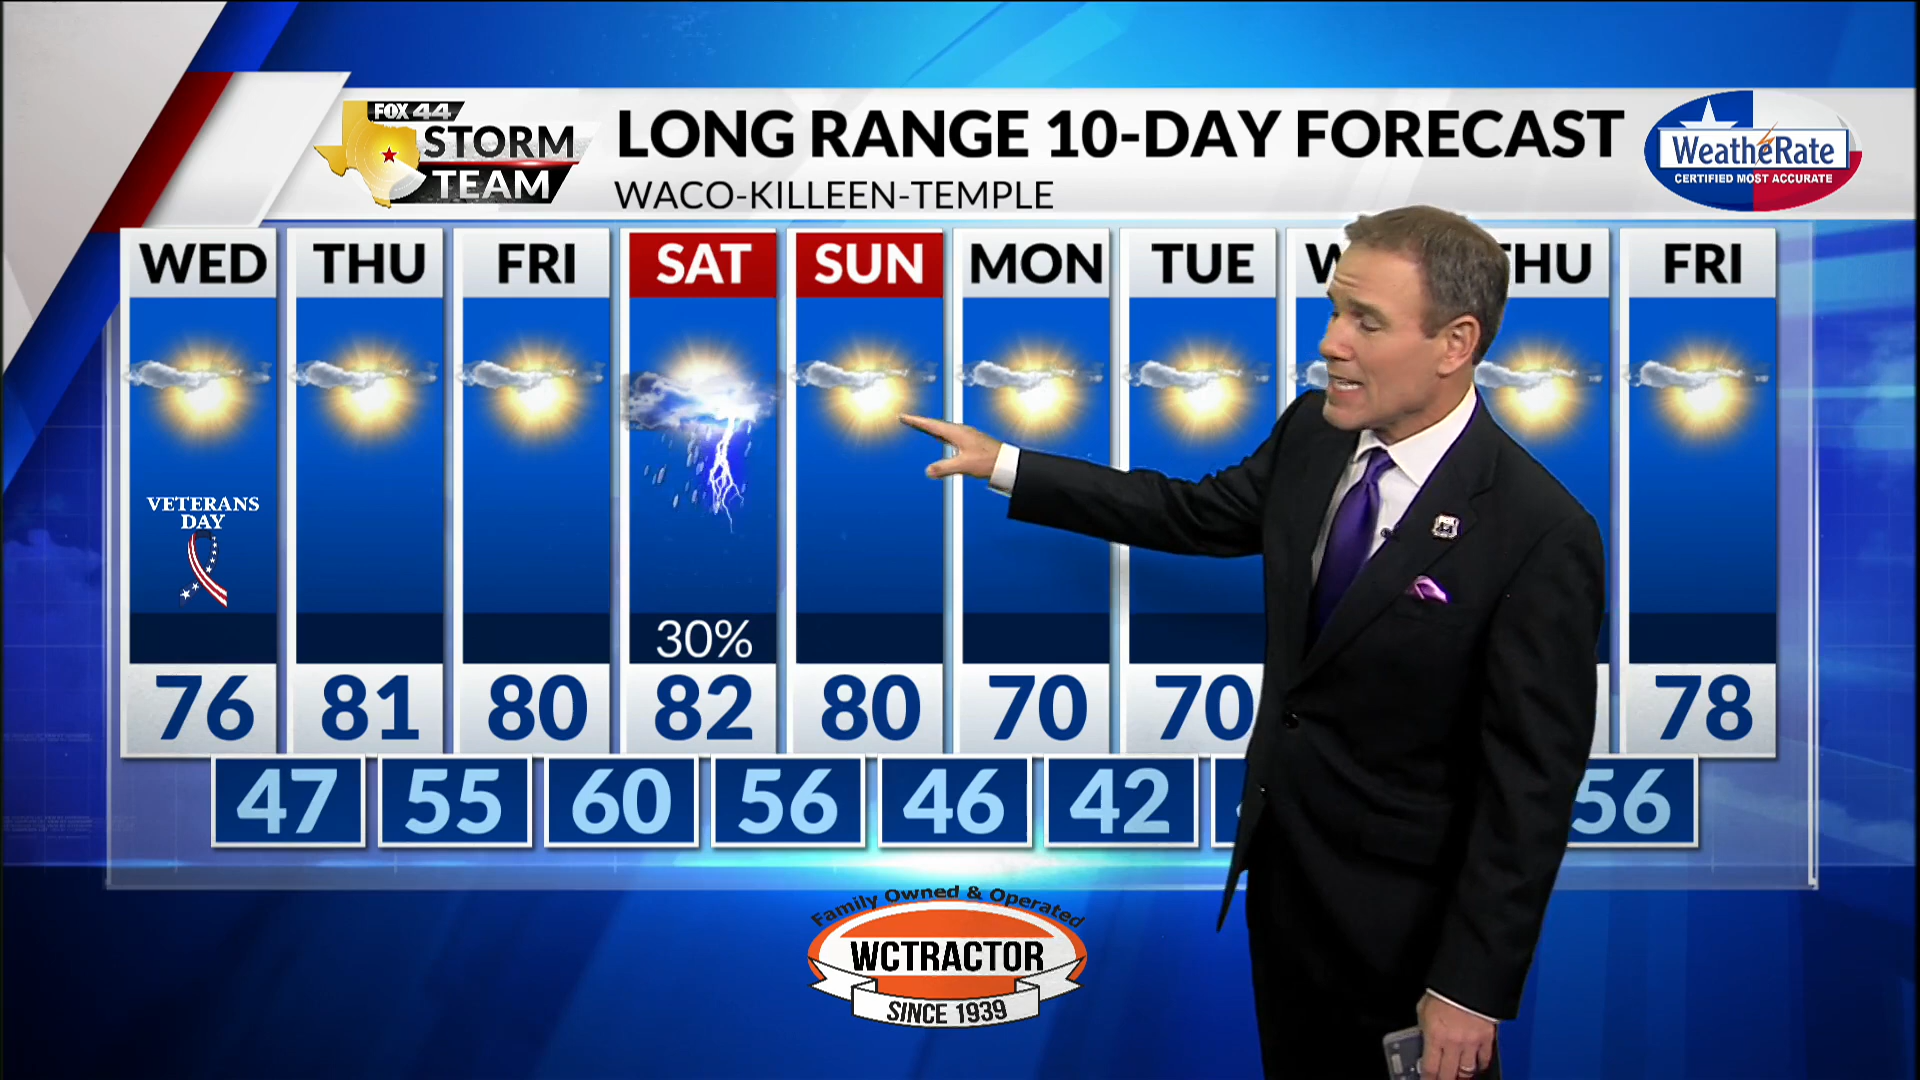 FOX 44
STORM
TEAM
LONG RANGE 10-DAY FORECAST
WACO-KILLEEN-TEMPLE
WeatheRate
CERTIFIED MOST ACCURATE
WED THU FRI SAT SUN MON TUE THU FRI
VETERANS
DAY
30%
76 81 80 82 80 70 70 78
47 55 60 56 46 42 56
Family Owned & Operated
WCTRACTOR
SINCE 1939